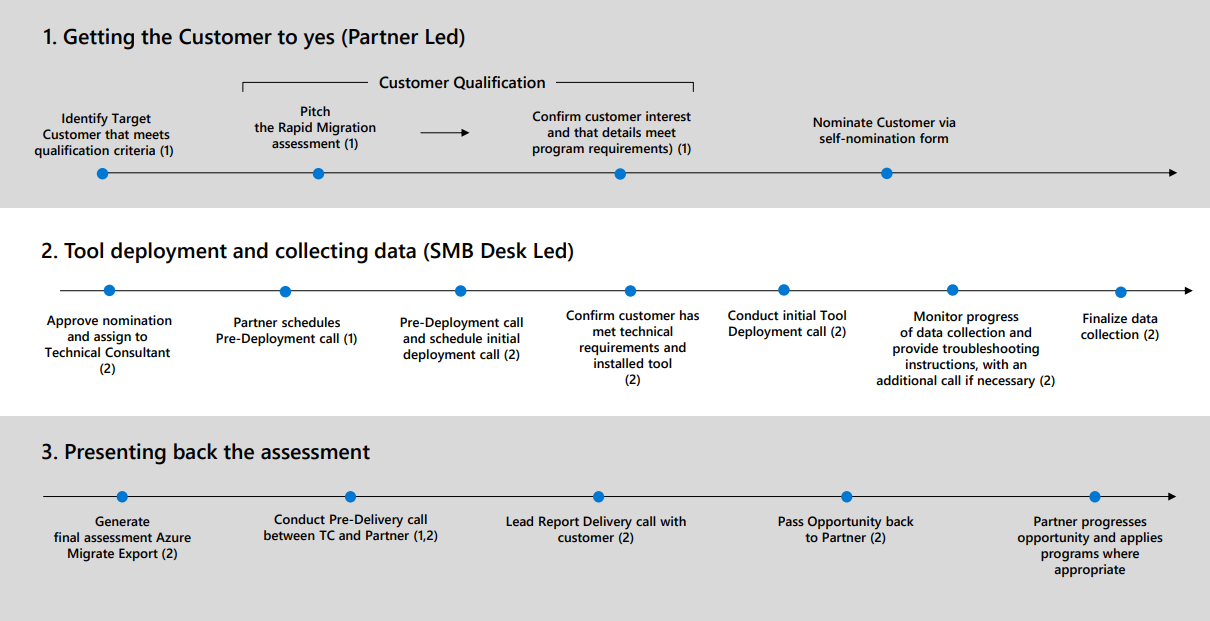 1. Getting the Customer to yes (Partner Led)
Customer Qualification
Identify Target
Customer that meets
qualification criteria (1)
Pitch
the Rapid Migration
assessment (1)
Confirm customer interest
and that details meet
program requirements) (1)
Nominate Customer via
self-nomination form
2. Tool deployment and collecting data (SMB Desk Led)
Approve nomination
and assign to
Technical Consultant
(2)
Partner schedules
Pre-Deployment call (1)
Pre-Deployment call
and schedule initial
deployment call (2)
Confirm customer has
met technical
requirements and
installed tool
(2)
Conduct initial Tool
Deployment call (2)
Monitor progress
of data collection and
provide troubleshooting
instructions, with an
additional call if necessary (2)
Finalize data
collection (2)
3. Presenting back the assessment
Generate
final assessment Azure
Migrate Export (2)
Conduct Pre-Delivery call
between TC and Partner (1,2)
Lead Report Delivery call with
customer (2)
Pass Opportunity back
to Partner (2)
Partner progresses
opportunity and applies
programs where
appropriate